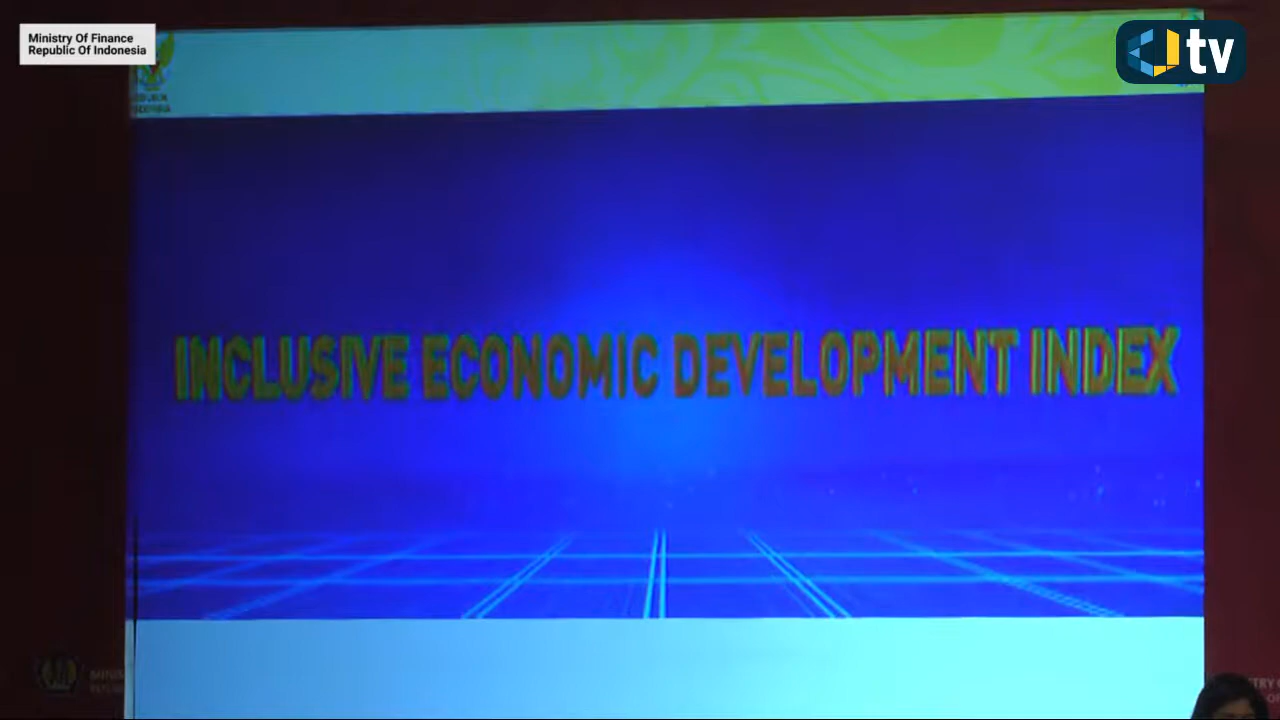 Ministry Of Finance
Republic Of Indonesia
tv
INCLUSIVE ECONOMIC DEVELOPMENT INDEX